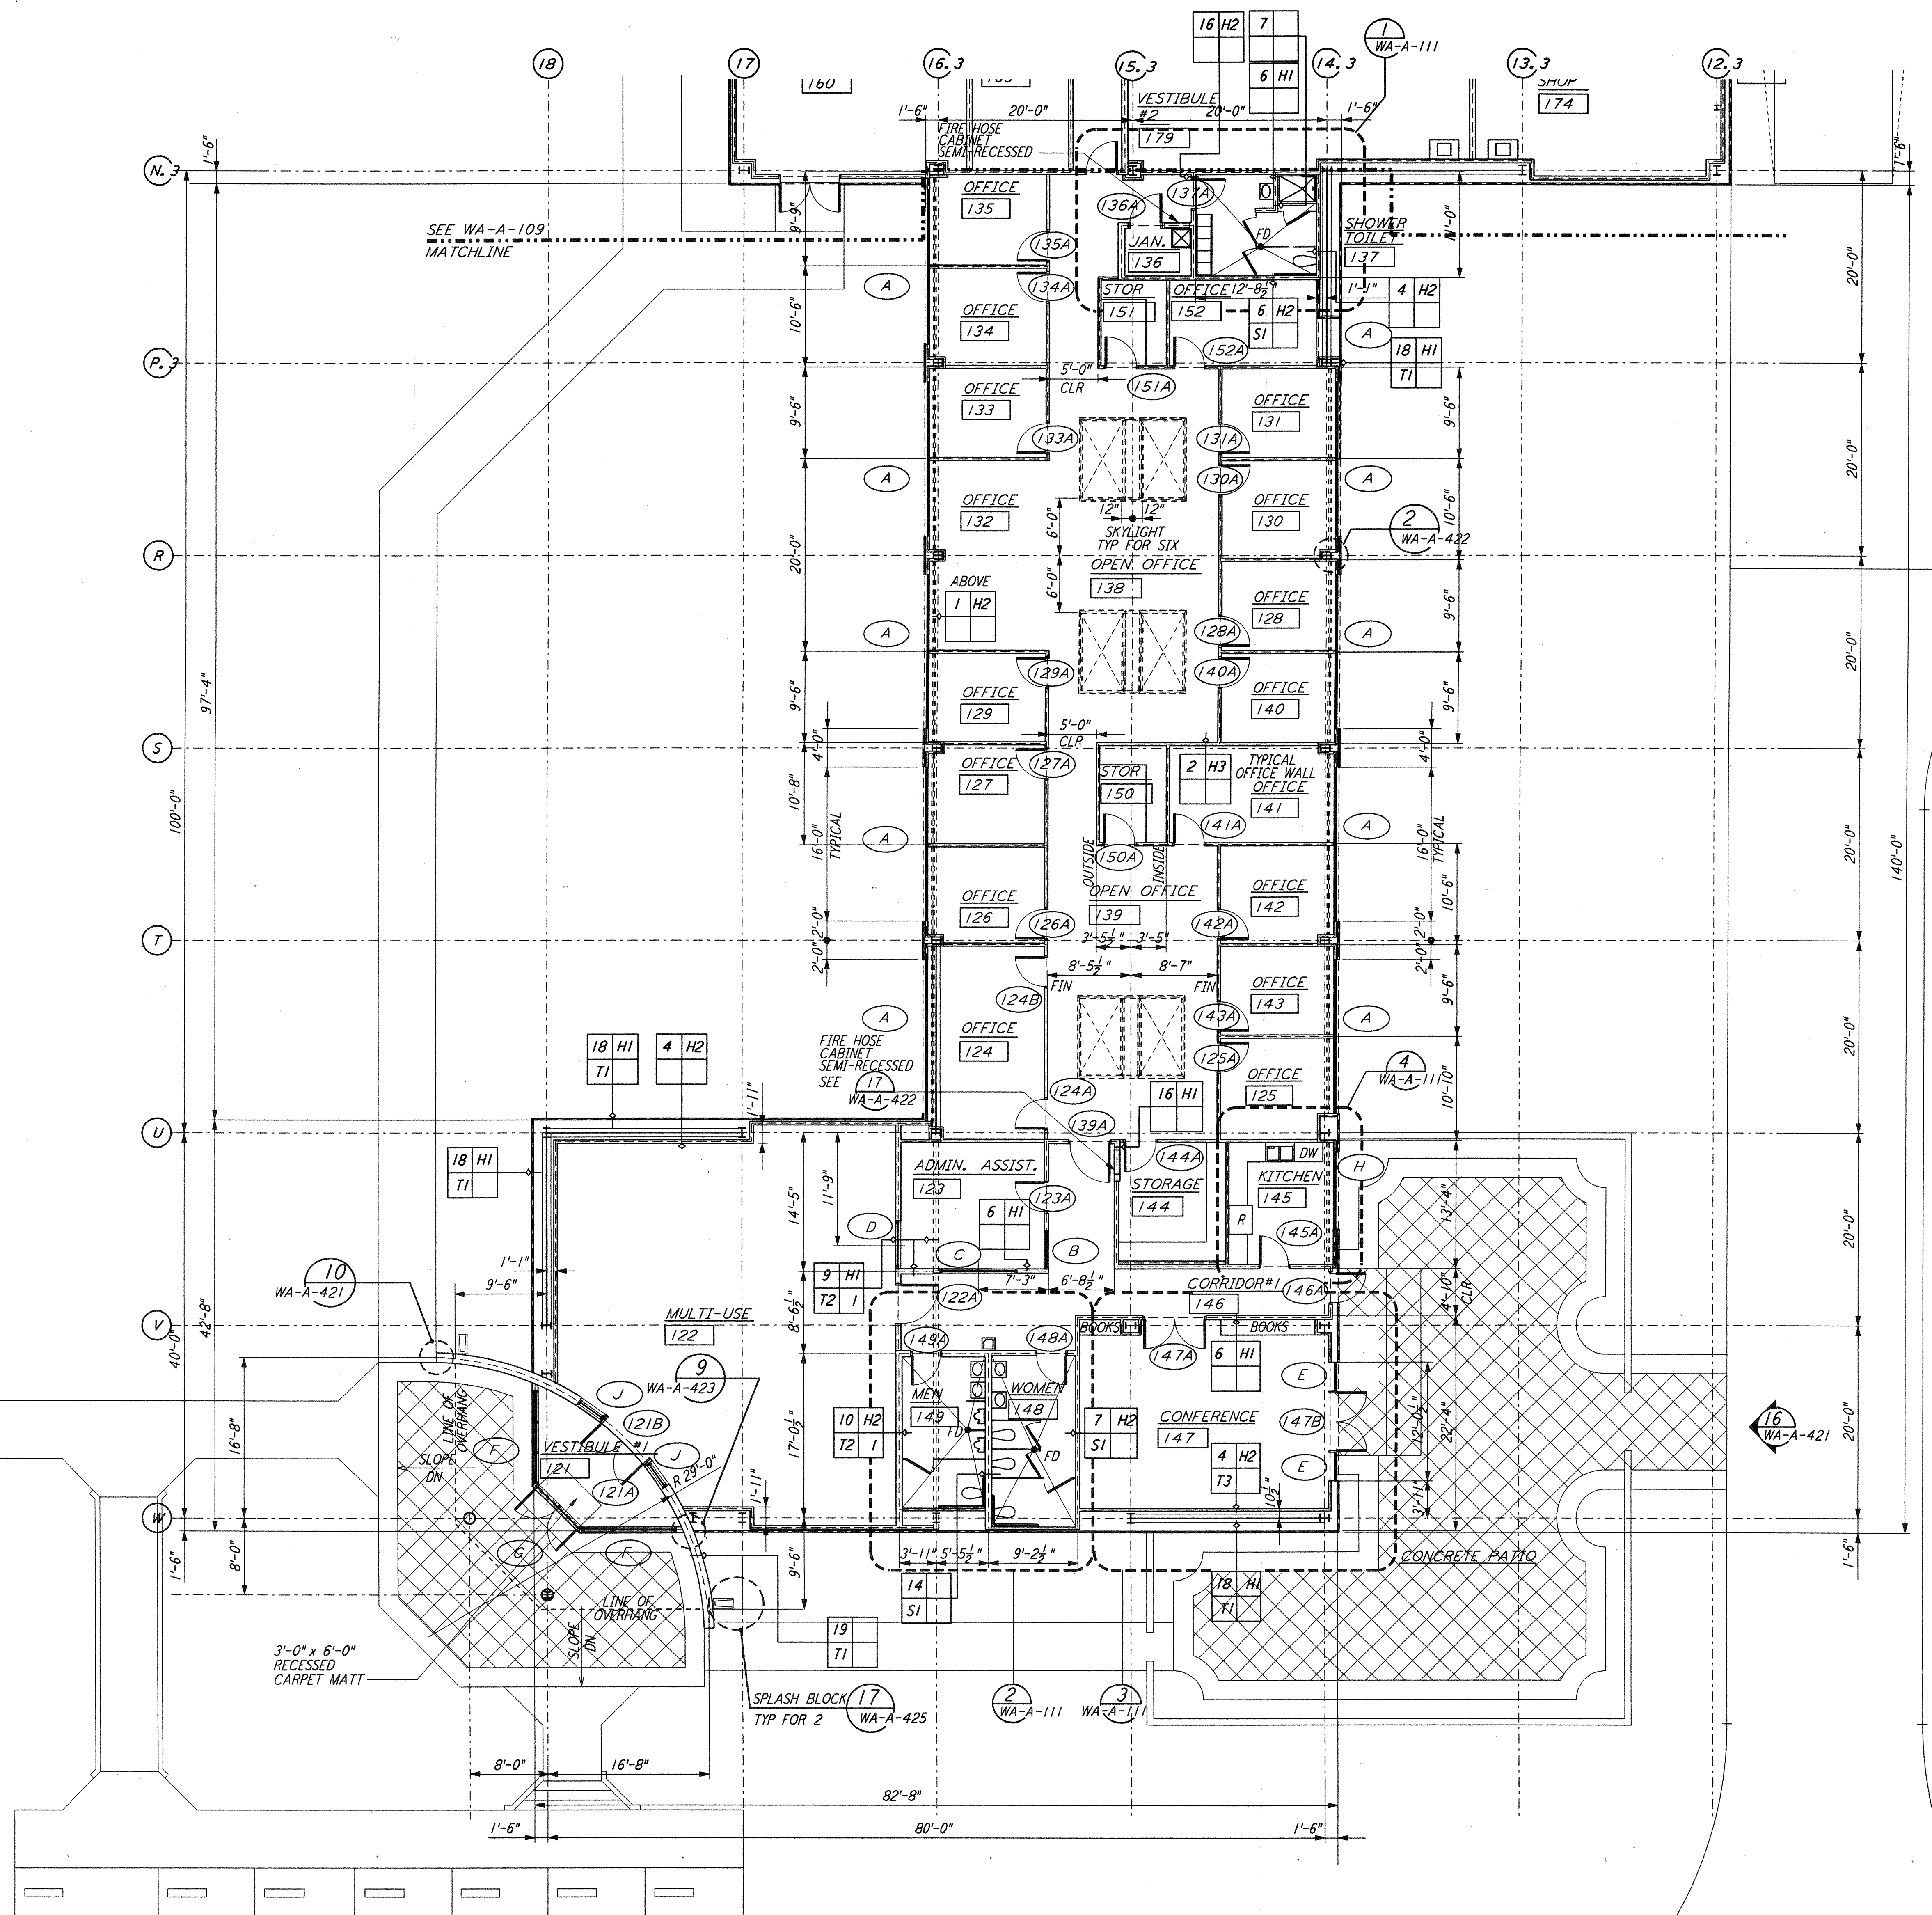 16 H2
7
6 H1
1
WA-A-111
18
17
16.3
15.3
14.3
13.3
12.3
160
SHOP
174
VESTIBULE
#2
179
1'-6"
20'-0"
20'-0"
1'-6"
FIRE HOSE
CABINET
SEMI-RECESSED
1'-6"
1'-6"
N.3
P.3
R
S
T
U
V
W
SEE WA-A-109
MATCHLINE
OFFICE
135
135A
136A
137A
JAN.
136
FD
SHOWER
TOILET
137
11'-0"
9'-9"
A
134A
OFFICE
134
10'-6"
STOR
151
OFFICE
152
12'-8½"
1'-1"
4 H2
6 H2
S1
152A
A
18 H1
T1
20'-0"
5'-0"
CLR
151A
OFFICE
133
133A
9'-6"
OFFICE
131
131A
9'-6"
A
OFFICE
132
130A
OFFICE
130
A
10'-6"
20'-0"
12"
12"
6'-0"
SKYLIGHT
TYP FOR SIX
OPEN OFFICE
138
6'-0"
2
WA-A-422
20'-0"
ABOVE
1 H2
OFFICE
128
128A
9'-6"
A
A
129A
OFFICE
129
9'-6"
140A
OFFICE
140
9'-6"
20'-0"
97'-4"
100'-0"
5'-0"
CLR
4'-0"
4'-0"
OFFICE
127
127A
10'-8"
STOR
150
2 H3
TYPICAL
OFFICE WALL
OFFICE
141
141A
150A
A
A
16'-0"
TYPICAL
16'-0"
TYPICAL
20'-0"
140'-0"
OUTSIDE
INSIDE
OFFICE
126
126A
OPEN OFFICE
139
3'-5½"
3'-5"
142A
OFFICE
142
10'-6"
2'-0"
2'-0"
2'-0"
2'-0"
8'-5½"
8'-7"
FIN
FIN
124B
OFFICE
124
OFFICE
143
143A
9'-6"
A
A
20'-0"
125A
OFFICE
125
10'-10"
4
WA-A-111
18 H1
T1
4 H2
FIRE HOSE
CABINET
SEMI-RECESSED
SEE
17
WA-A-422
124A
16 H1
139A
1'-11"
18 H1
T1
14'-5"
11'-9"
ADMIN. ASSIST.
123
123A
6 H1
D
C
B
144A
STORAGE
144
DW
KITCHEN
145
R
145A
H
13'-4"
20'-0"
10
WA-A-421
1'-1"
9'-6"
9 H1
T2 1
7'-3"
6'-8½"
122A
CORRIDOR#1
146
146A
4'-10"
CLR
MULTI-USE
122
8'-6½"
42'-8"
40'-0"
149A
148A
BOOKS
BOOKS
147A
6 H1
E
9
WA-A-423
J
121B
J
MEN
149
FD
WOMEN
148
FD
10 H2
T2 1
7 H2
S1
CONFERENCE
147
147B
4 H2
T3
E
12'-0½"
22'-4"
3'-11"
10½"
16
WA-A-421
20'-0"
16'-8"
LINE OF
OVERHANG
F
SLOPE
DN
VESTIBULE #1
121
121A
R 29'-0"
17'-0½"
1'-11"
G
F
1'-6"
8'-0"
9'-6"
3'-11"
5'-5½"
9'-2½"
CONCRETE PATIO
1'-6"
LINE OF
OVERHANG
SLOPE
DN
14
S1
18 H1
T1
19
T1
3'-0" x 6'-0"
RECESSED
CARPET MATT
SPLASH BLOCK
TYP FOR 2
17
WA-A-425
2
WA-A-111
3
WA-A-111
8'-0"
16'-8"
82'-8"
1'-6"
80'-0"
1'-6"